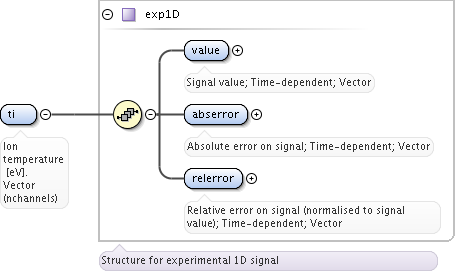 exp1D
value
Signal value; Time-dependent; Vector
ti
abserror
Ion
temperature
[eV].
Vector
(nchannels)
Absolute error on signal; Time-dependent; Vector
relerror
Relative error on signal (normalised to signal
value); Time-dependent; Vector
Structure for experimental 1D signal